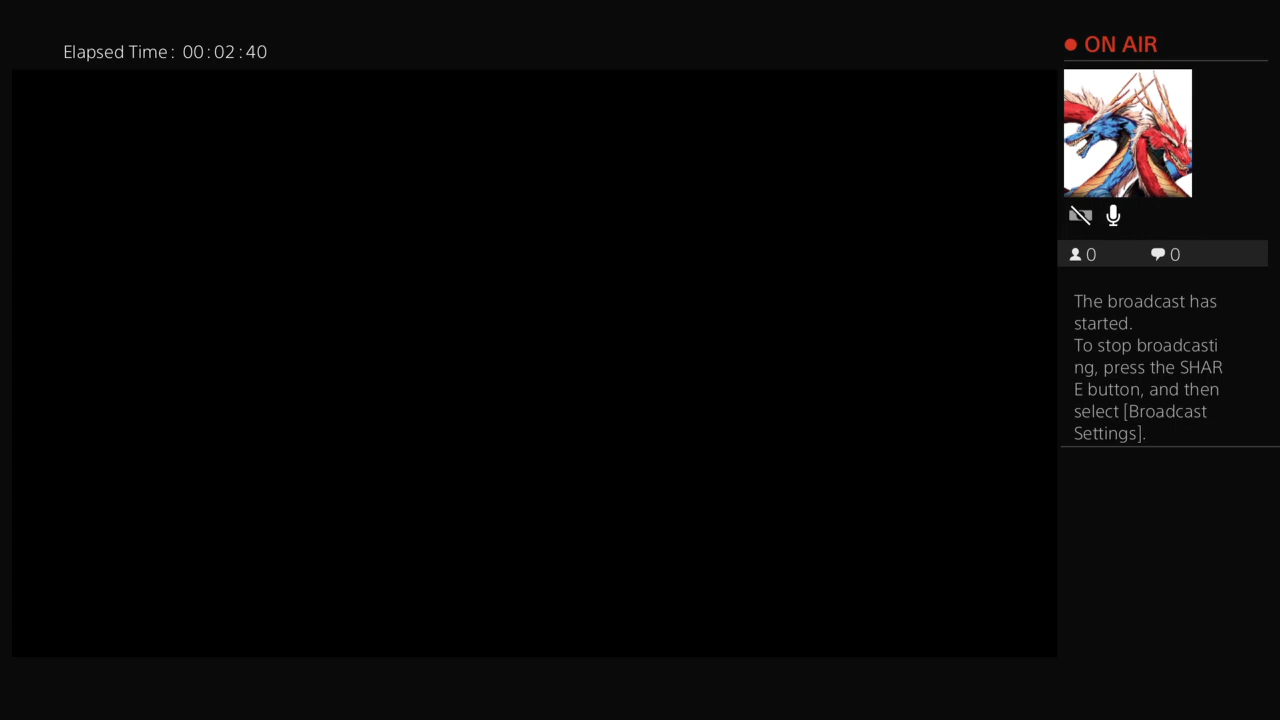 Elapsed Time: 00:02:40
ON AIR
0 0
The broadcast has
started.
To stop broadcasti
ng, press the SHAR
E button, and then
select [Broadcast
Settings].